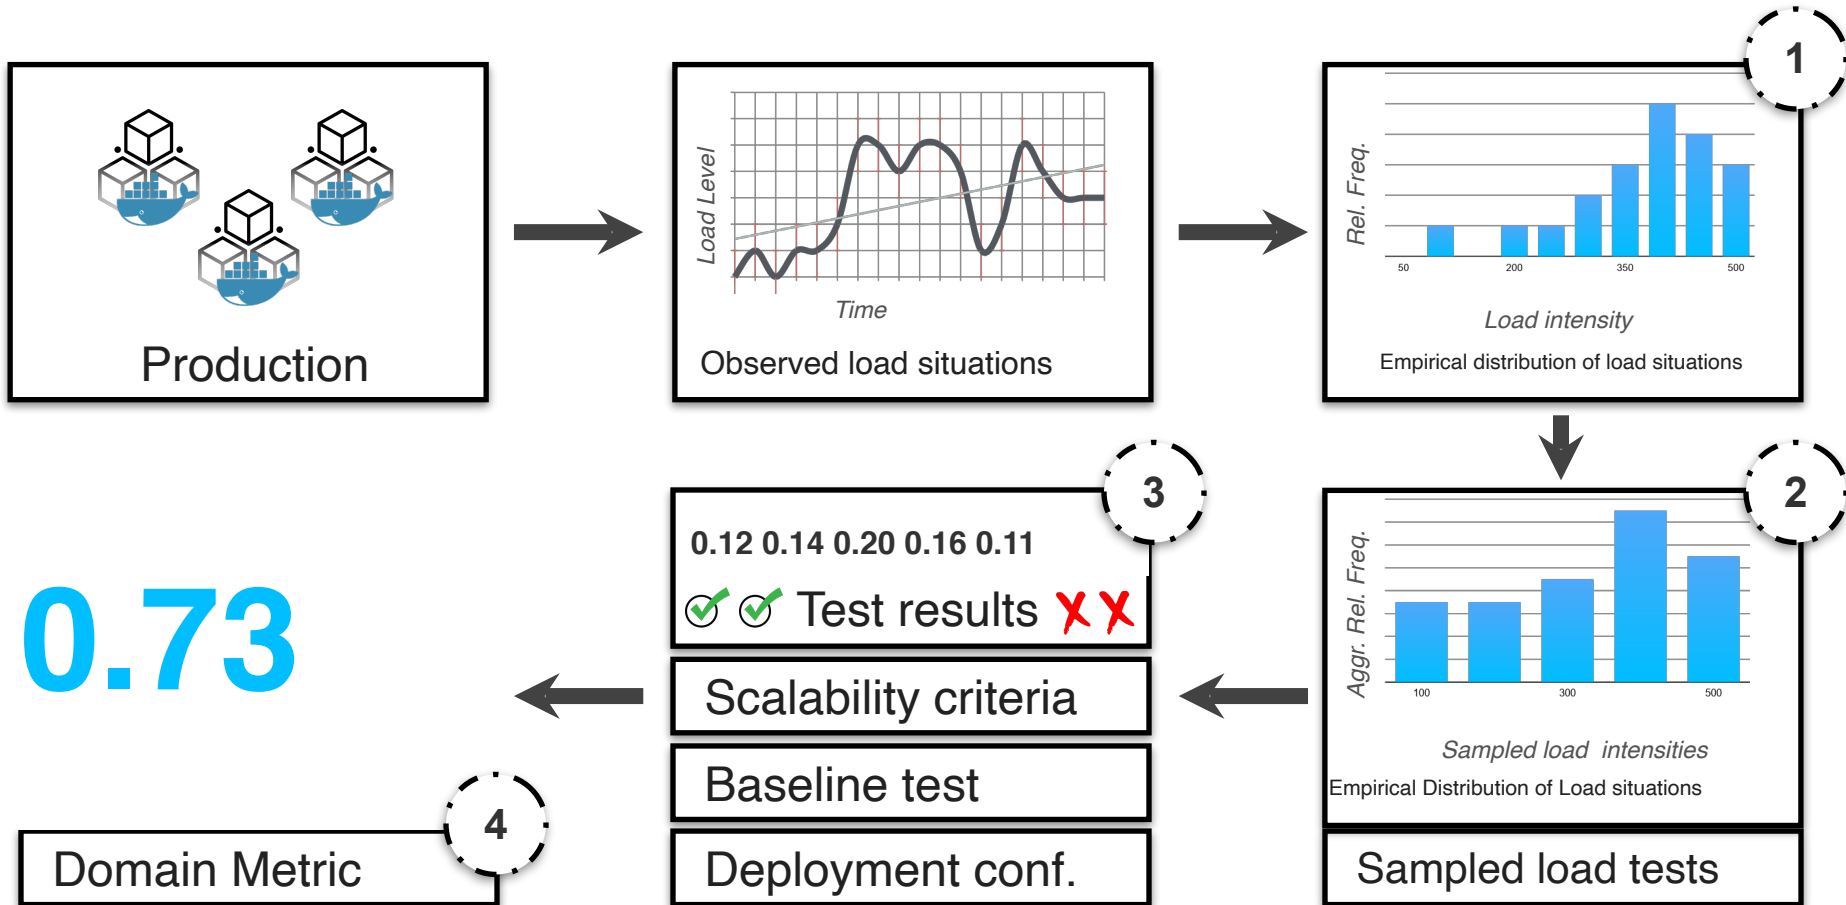 Production
Load Level
Time
Observed load situations
1
Rel. Freq.
50 200 350 500
Load intensity
Empirical distribution of load situations
2
Aggr. Rel. Freq.
100 300 500
Sampled load intensities
Empirical Distribution of Load situations
Sampled load tests
3
0.12 0.14 0.20 0.16 0.11
Test results
Scalability criteria
Baseline test
Deployment conf.
0.73
4
Domain Metric